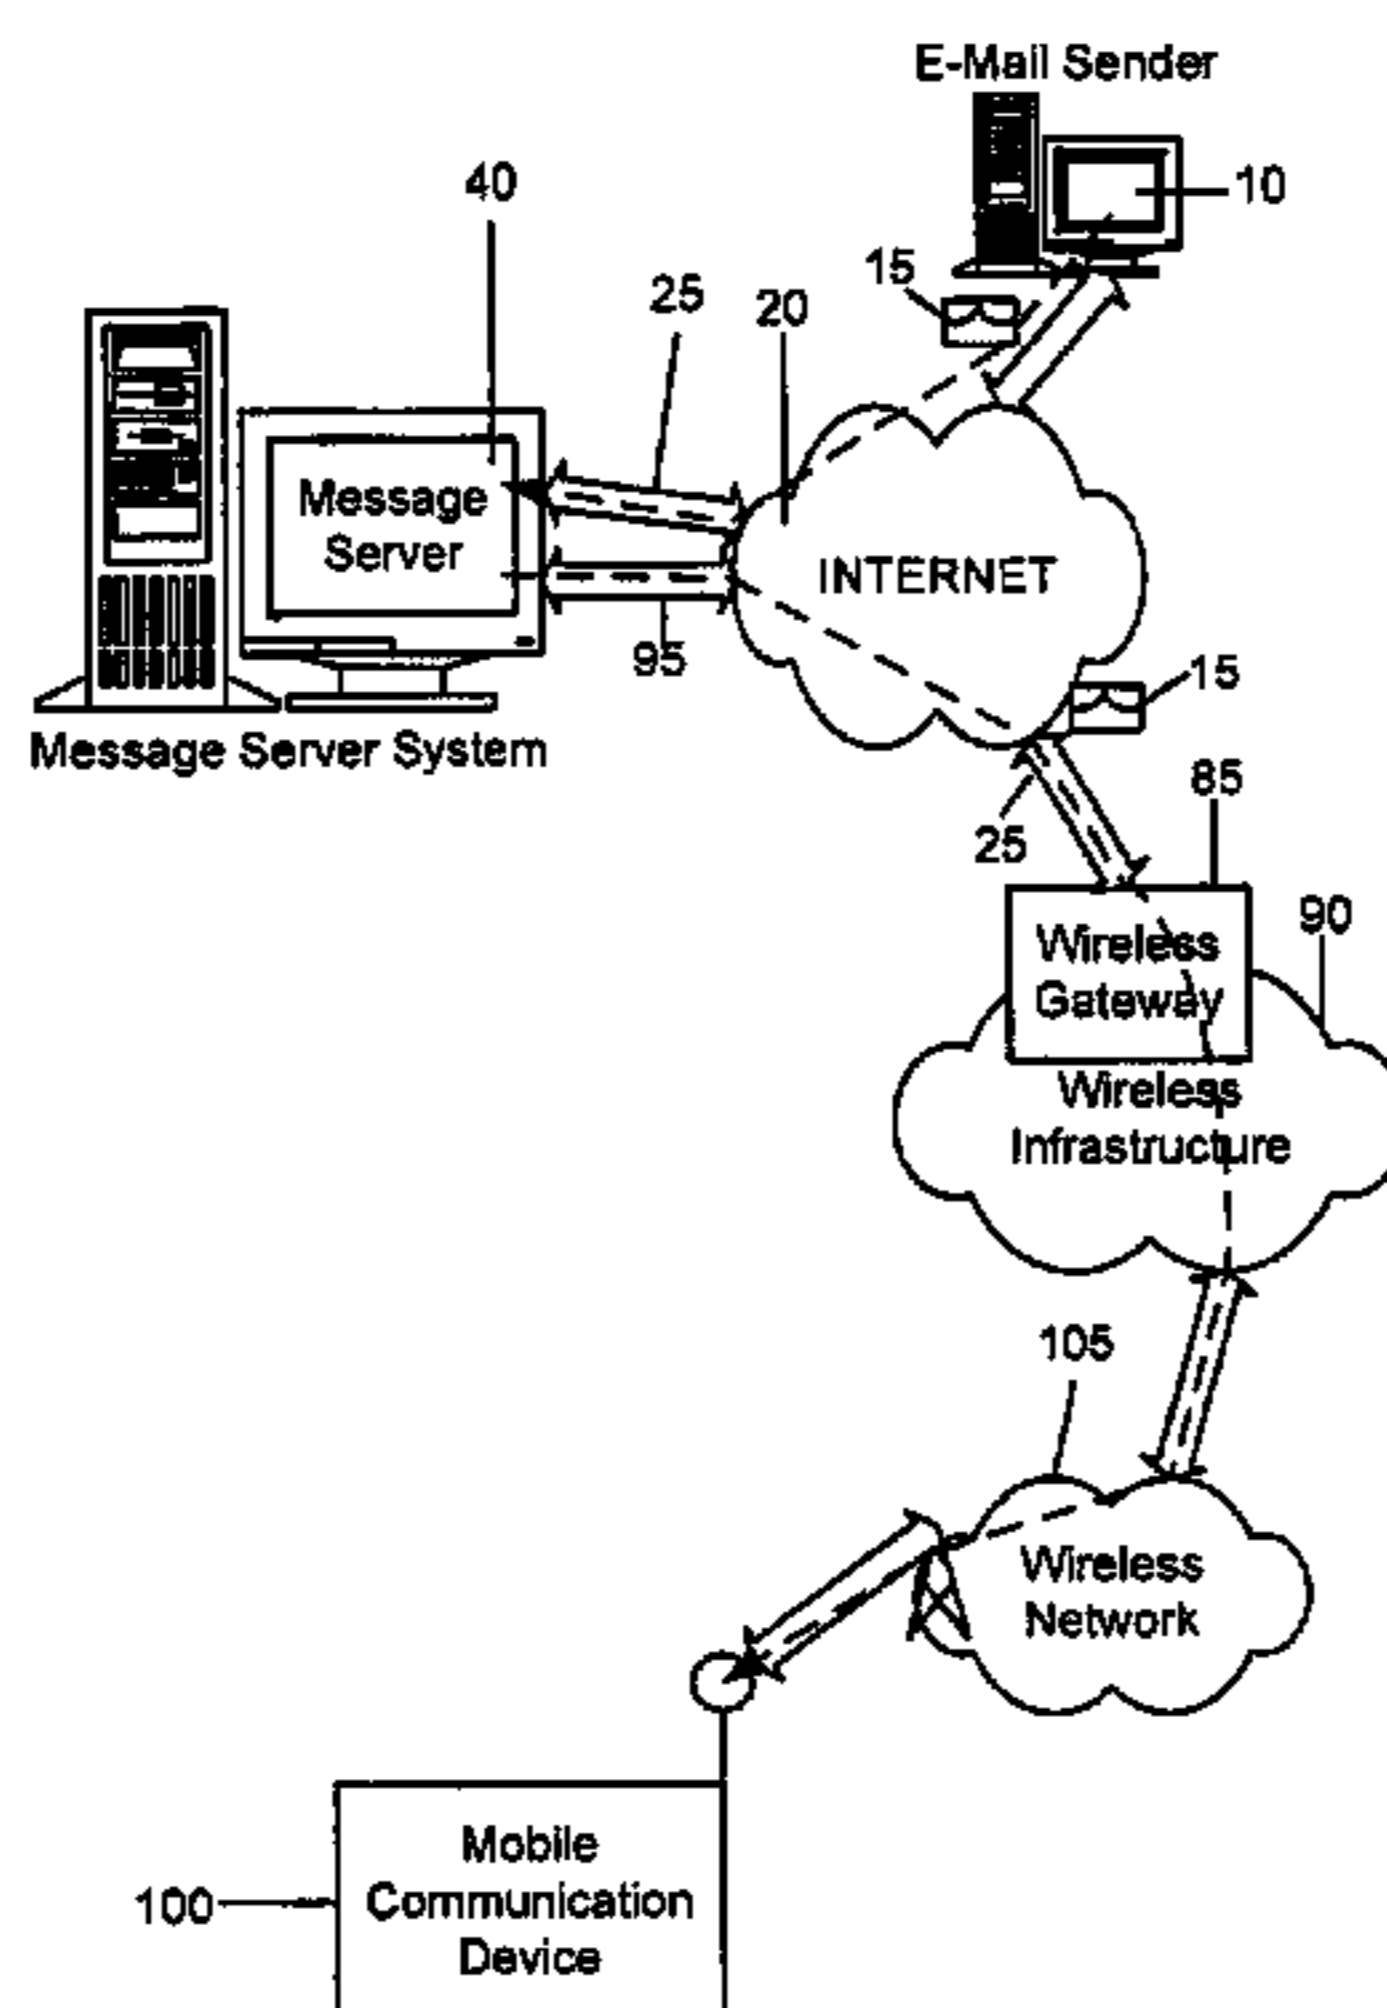 E-Mail Sender
40
10
15
25
20
Message
Server
INTERNET
95
15
Message Server System
85
25
90
Wireless
Gateway
Wireless
Infrastructure
105
Wireless
Network
Mobile
100
Communication
Device